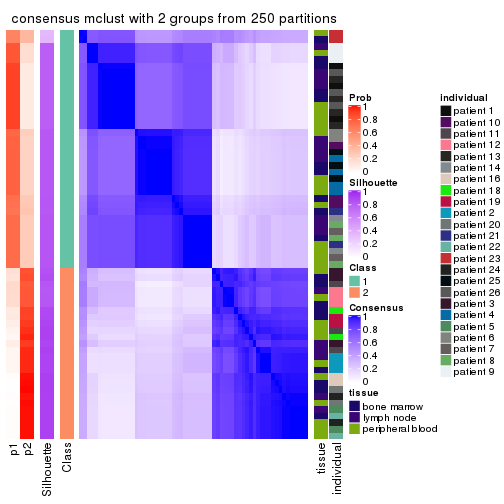 consensus mclust with 2 groups from 250 partitions
p1
p2
Silhouette
Class
tissue
individual
Prob
1
0.8
0.6
0.4
0.2
0
Silhouette
1
0.8
0.6
0.4
0.2
0
Class
1
2
Consensus
1
0.8
0.6
0.4
0.2
0
tissue
bone marrow
lymph node
peripheral blood
individual
patient 1
patient 10
patient 11
patient 12
patient 13
patient 14
patient 16
patient 18
patient 19
patient 2
patient 20
patient 21
patient 22
patient 23
patient 24
patient 25
patient 26
patient 3
patient 4
patient 5
patient 6
patient 7
patient 8
patient 9